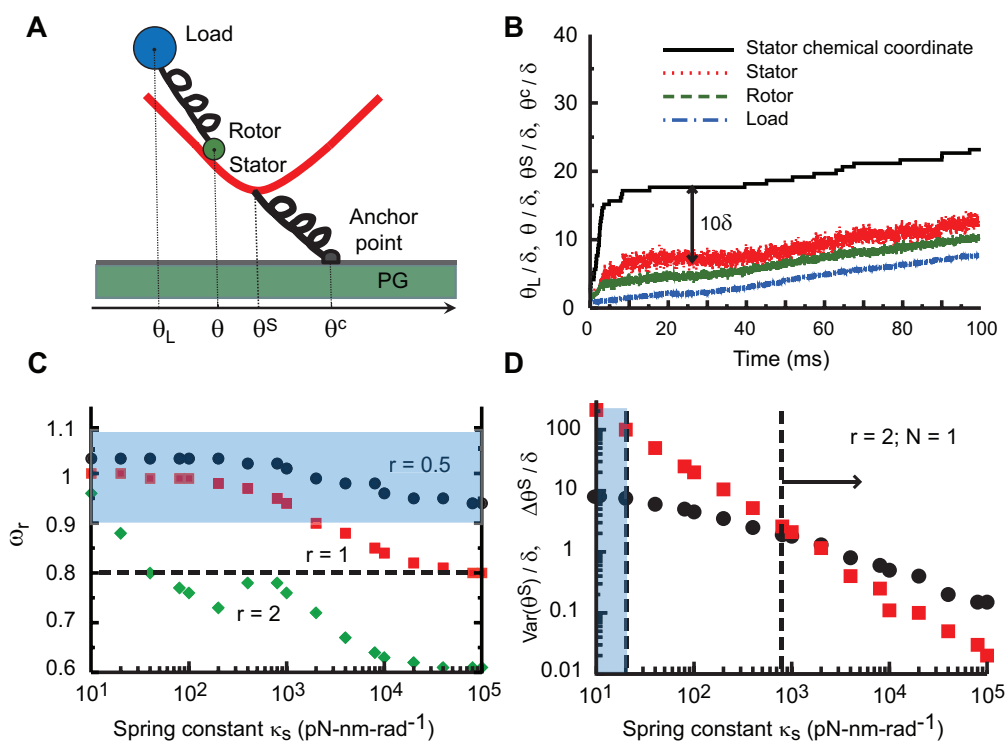 A
Load
Rotor
Stator
Anchor
point
PG
θL θ θS θc
B
θL/δ, θ/δ, θS/δ, θc/δ
40
30
20
10
0
Stator chemical coordinate
Stator
Rotor
Load
10δ
0 20 40 60 80 100
Time (ms)
C
ωr
1.1
1
0.9
0.8
0.7
0.6
r = 0.5
r = 1
r = 2
10¹ 10² 10³ 10⁴ 10⁵
Spring constant κs (pN-nm-rad⁻¹)
D
Var(θS)/δ, ΔθS/δ
100
10
1
0.1
0.01
r = 2; N = 1
10¹ 10² 10³ 10⁴ 10⁵
Spring constant κs (pN-nm-rad⁻¹)